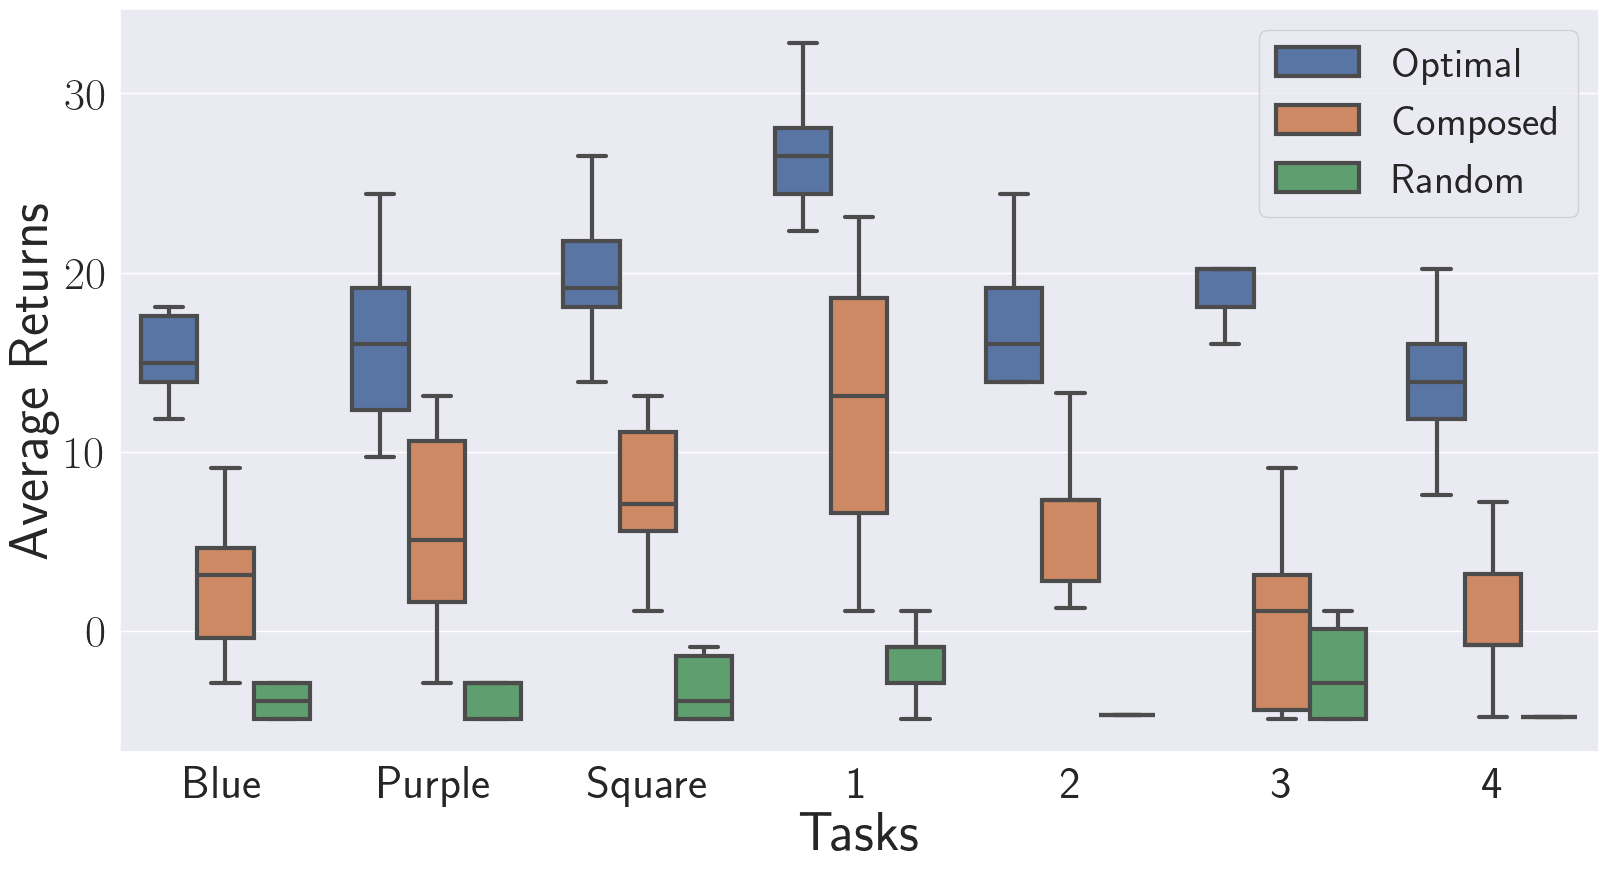 Average Returns
30
20
10
0
Optimal
Composed
Random
Blue Purple Square 1 2 3 4
Tasks